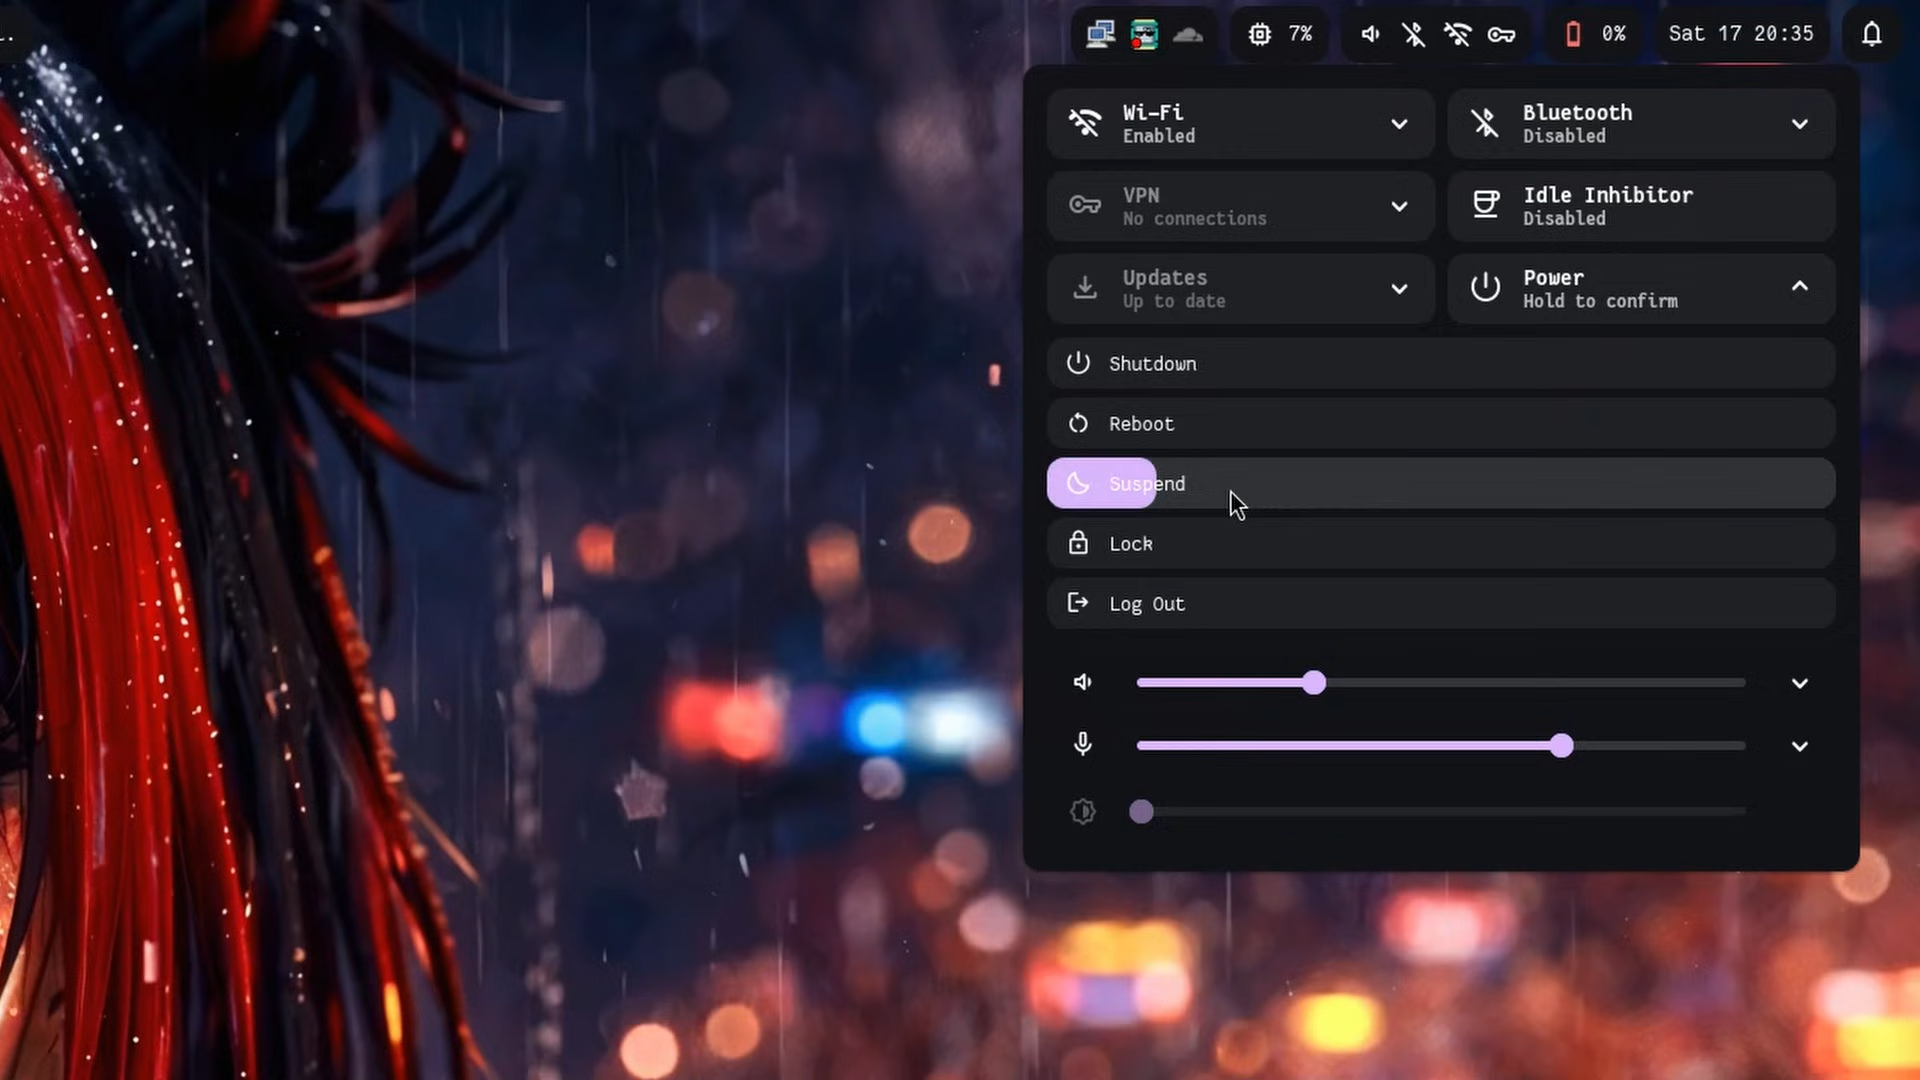 7%
0%
Sat 17 20:35
Wi-Fi
Enabled
Bluetooth
Disabled
VPN
No connections
Idle Inhibitor
Disabled
Updates
Up to date
Power
Hold to confirm
Shutdown
Reboot
Suspend
Lock
Log Out